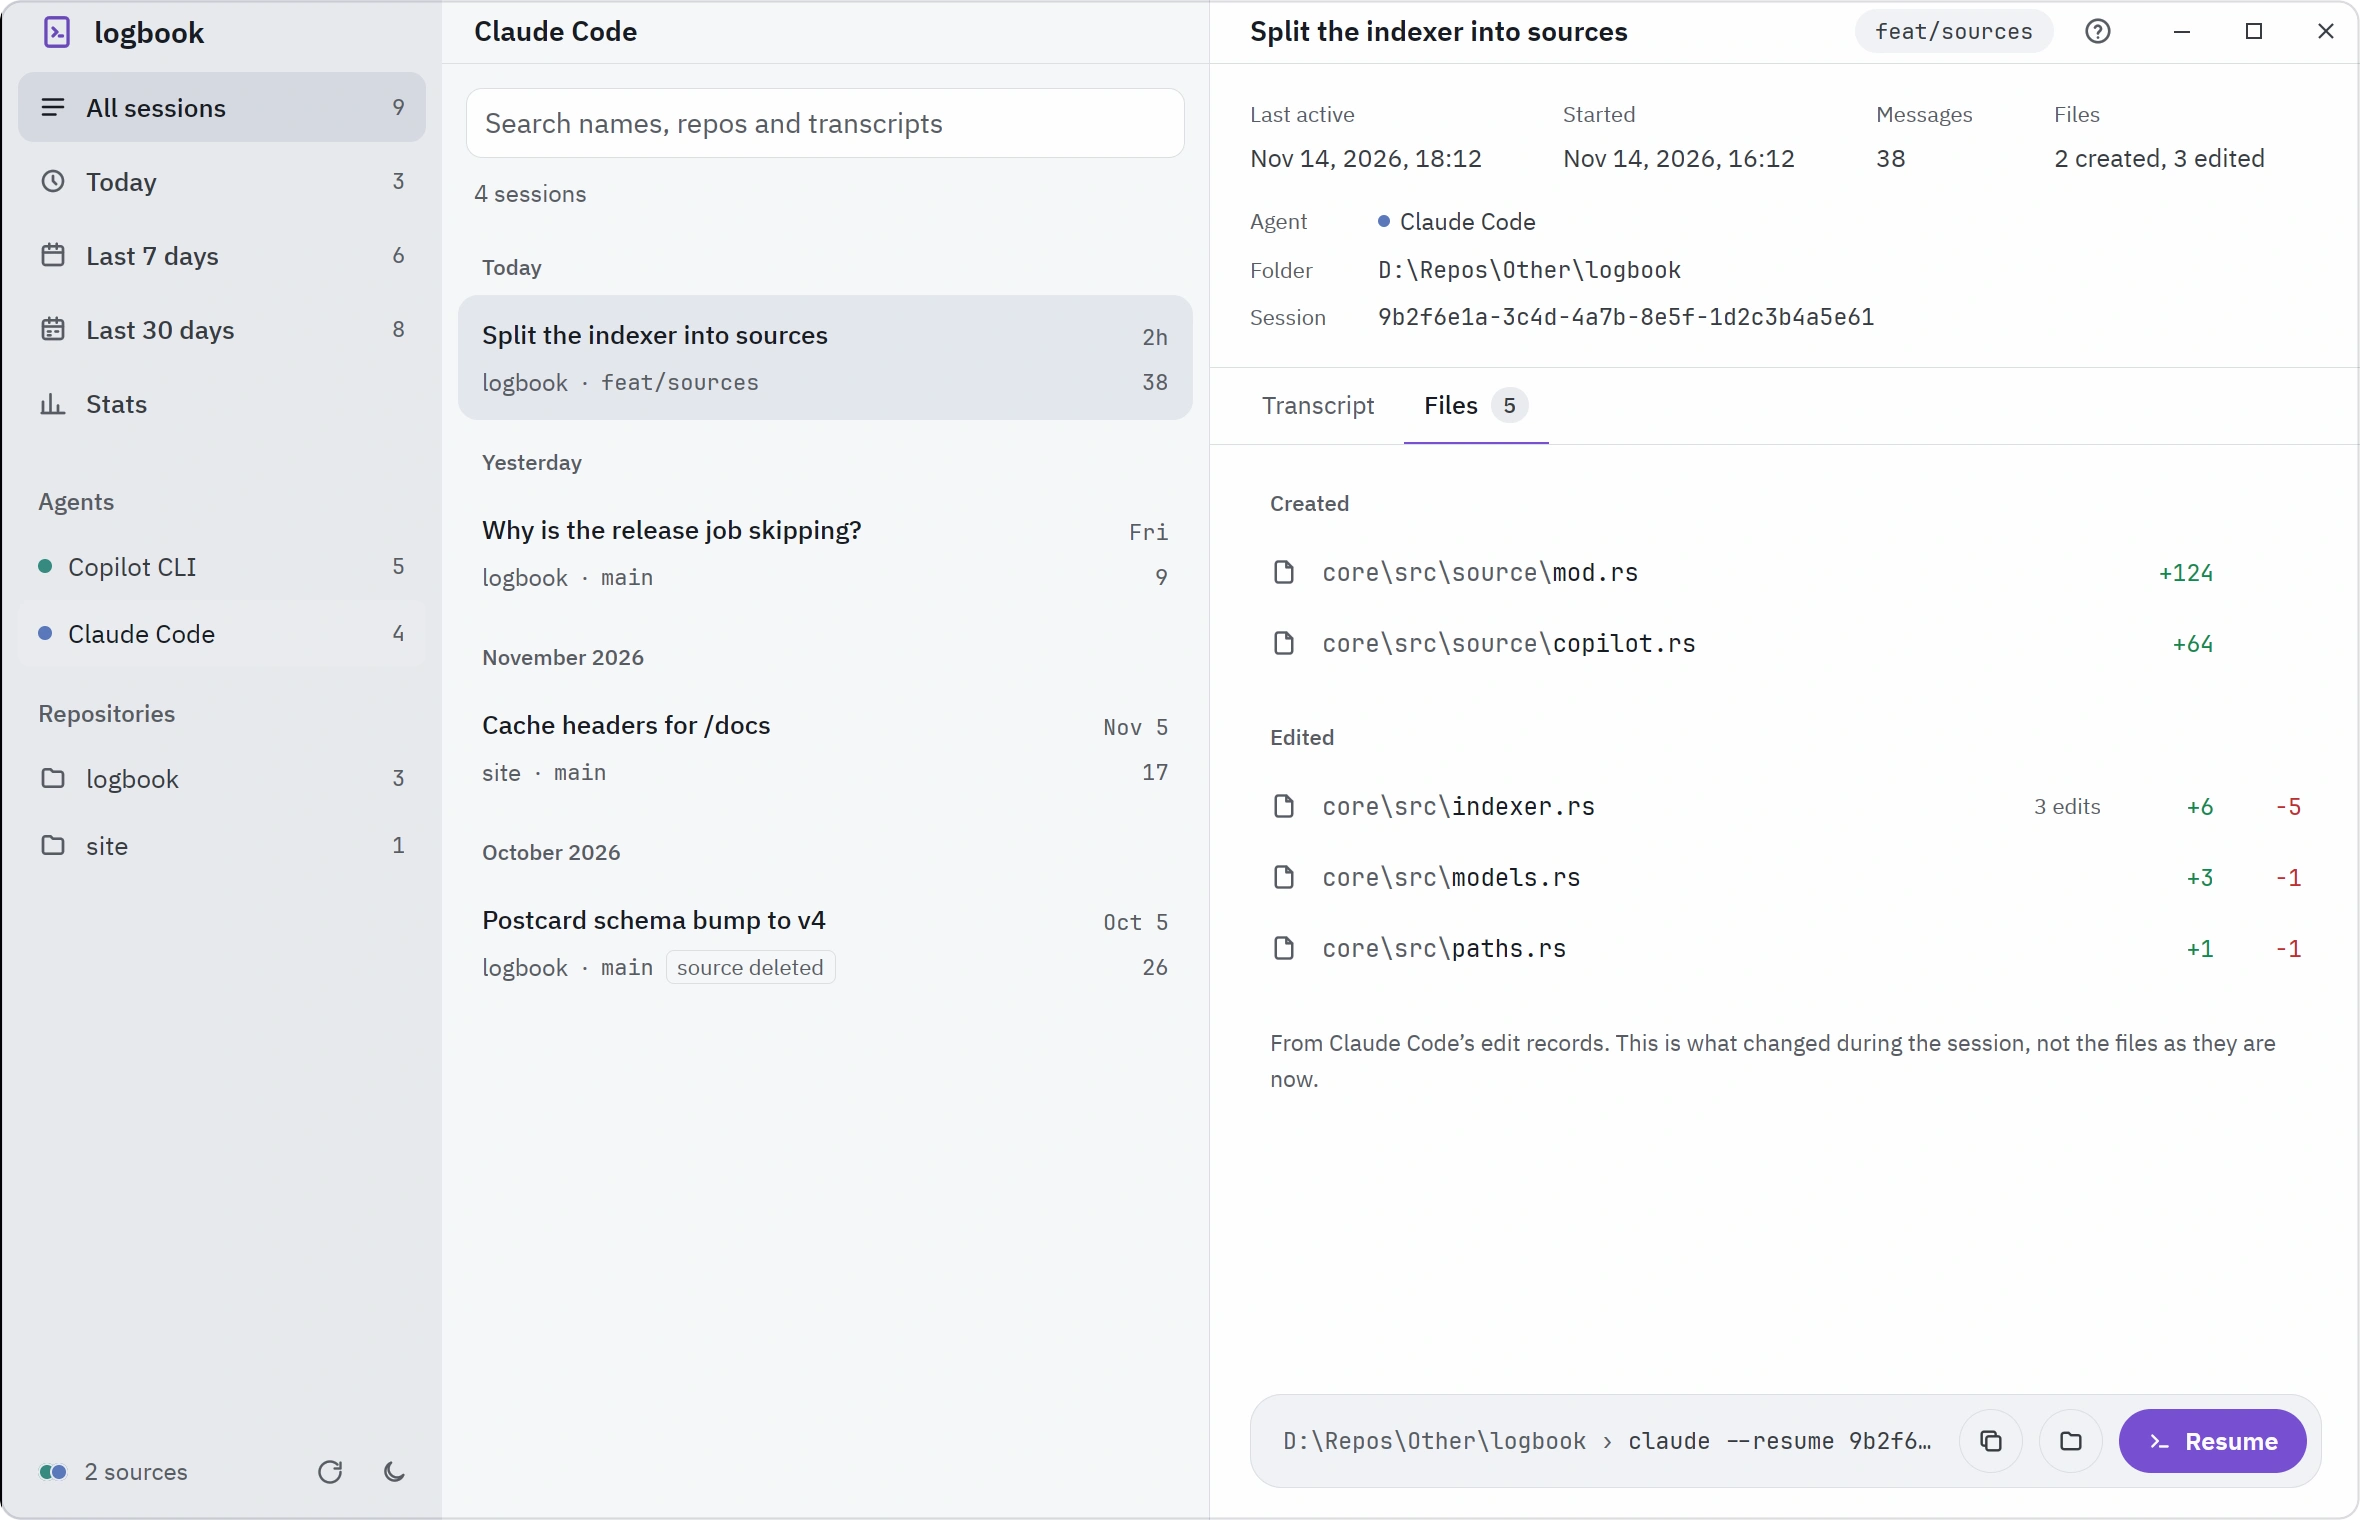 logbook
All sessions 9
Today 3
Last 7 days 6
Last 30 days 8
Stats
Agents
Copilot CLI 5
Claude Code 4
Repositories
logbook 3
site 1
2 sources
Claude Code
Search names, repos and transcripts
4 sessions
Today
Split the indexer into sources 2h
logbook · feat/sources 38
Yesterday
Why is the release job skipping? Fri
logbook · main 9
November 2026
Cache headers for /docs Nov 5
site · main 17
October 2026
Postcard schema bump to v4 Oct 5
logbook · main source deleted 26
Split the indexer into sources feat/sources
Last active Started Messages Files
Nov 14, 2026, 18:12 Nov 14, 2026, 16:12 38 2 created, 3 edited
Agent Claude Code
Folder D:\Repos\Other\logbook
Session 9b2f6e1a-3c4d-4a7b-8e5f-1d2c3b4a5e61
Transcript Files 5
Created
core\src\source\mod.rs +124
core\src\source\copilot.rs +64
Edited
core\src\indexer.rs 3 edits +6 -5
core\src\models.rs +3 -1
core\src\paths.rs +1 -1
From Claude Code’s edit records. This is what changed during the session, not the files as they are
now.
D:\Repos\Other\logbook › claude --resume 9b2f6… Resume